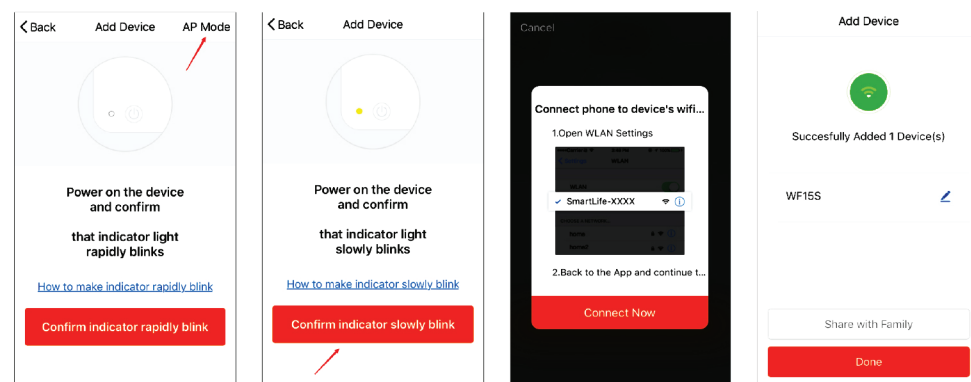 Back Add Device AP Mode
Power on the device
and confirm
that indicator light
rapidly blinks
How to make indicator rapidly blink
Confirm indicator rapidly blink
Back Add Device
Power on the device
and confirm
that indicator light
slowly blinks
How to make indicator slowly blink
Confirm indicator slowly blink
Cancel
Connect phone to device's wifi...
1.Open WLAN Settings
WLAN
WLAN
SmartLife-XXXX
2.Back to the App and continue t...
Connect Now
Add Device
Succesfully Added 1 Device(s)
WF15S
Share with Family
Done